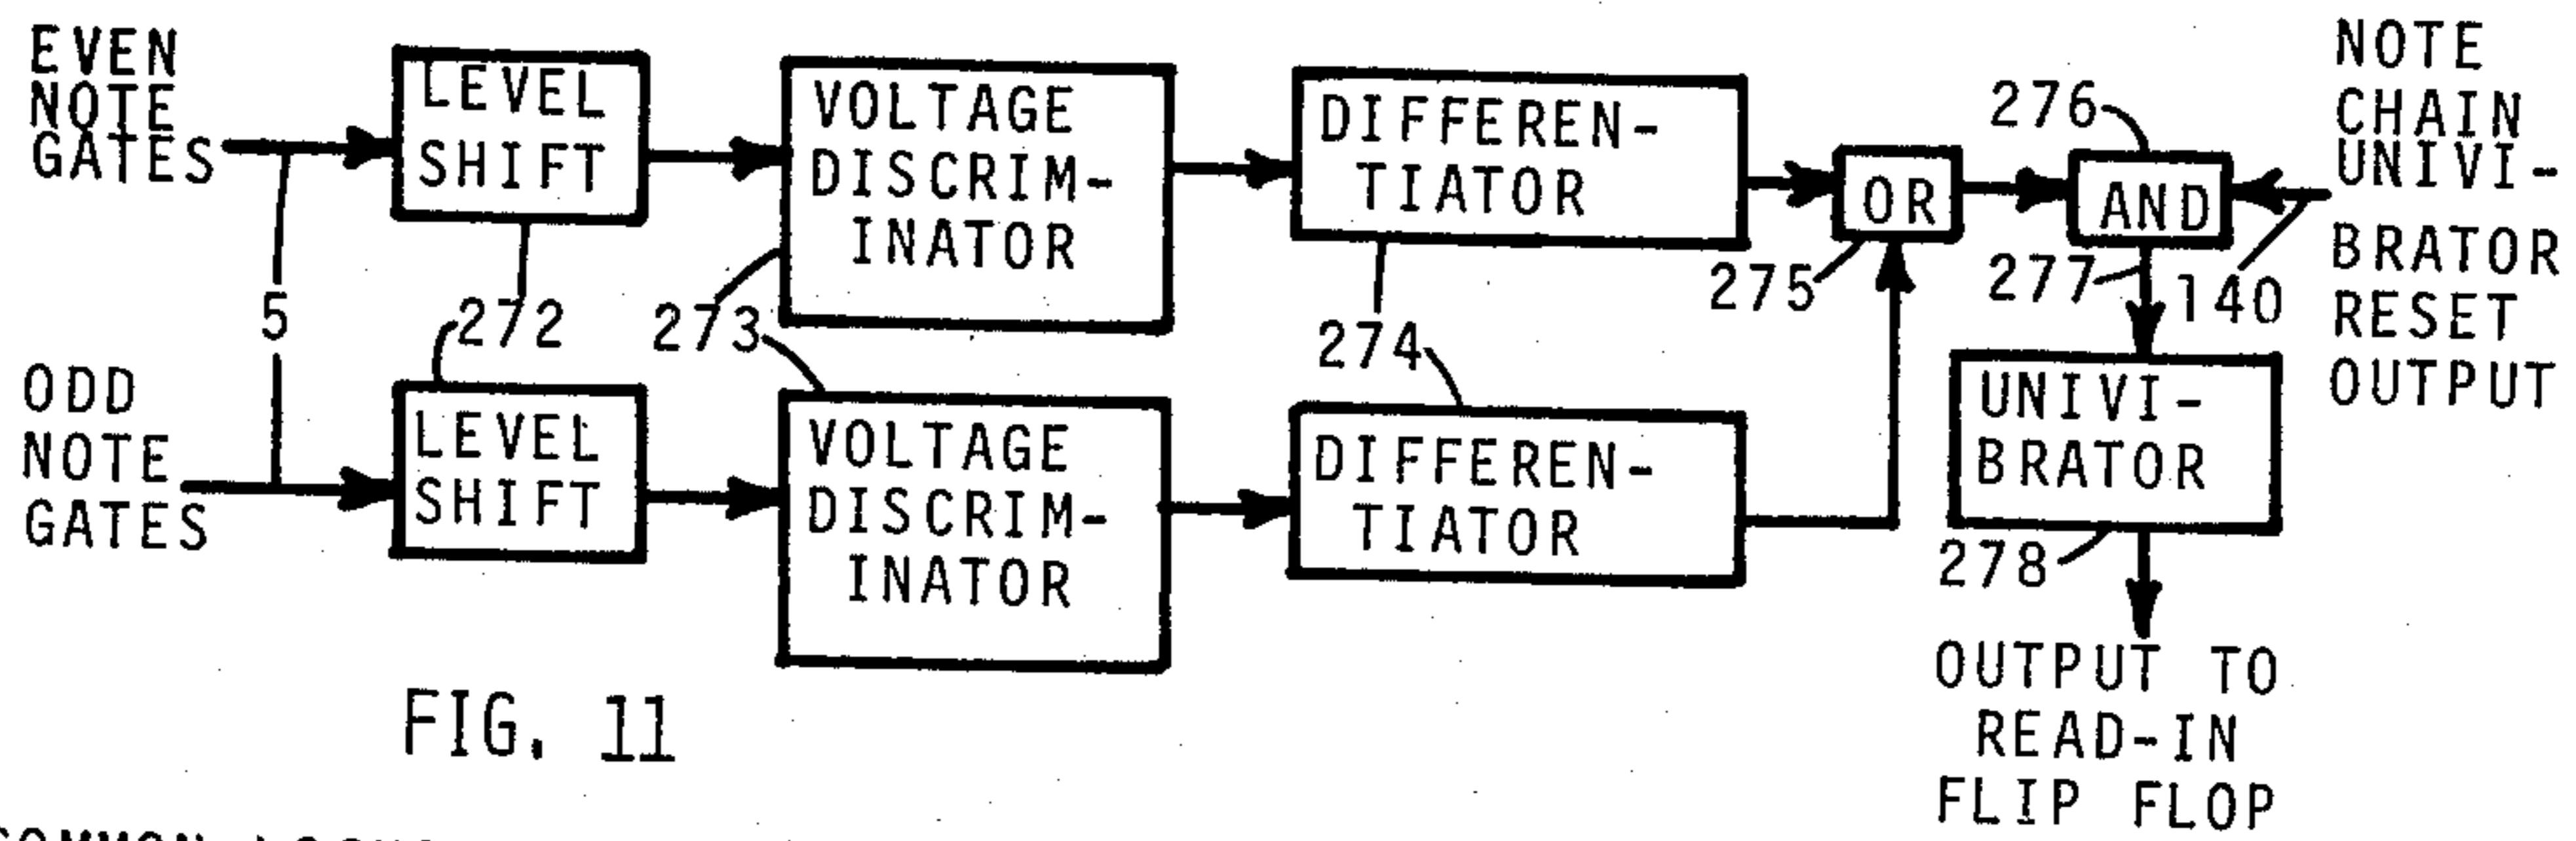 EVEN
NOTE
GATES
LEVEL
SHIFT
VOLTAGE
DISCRIM-
INATOR
DIFFEREN-
TIATOR
OR
276
AND
NOTE
CHAIN
UNIVI-
BRATOR
RESET
OUTPUT
5
272
273
274
275
277
140
ODD
NOTE
GATES
LEVEL
SHIFT
VOLTAGE
DISCRIM-
INATOR
DIFFEREN-
TIATOR
UNIVI-
BRATOR
278
OUTPUT TO
READ-IN
FLIP FLOP
FIG. 11